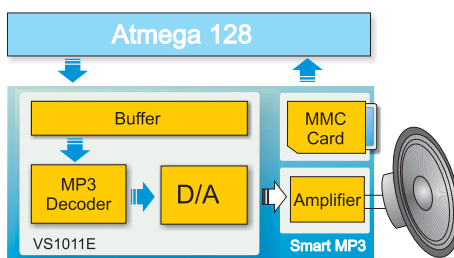 Atmega 128
Buffer
MMC
Card
MP3
Decoder
D/A
Amplifier
VS1011E
Smart MP3